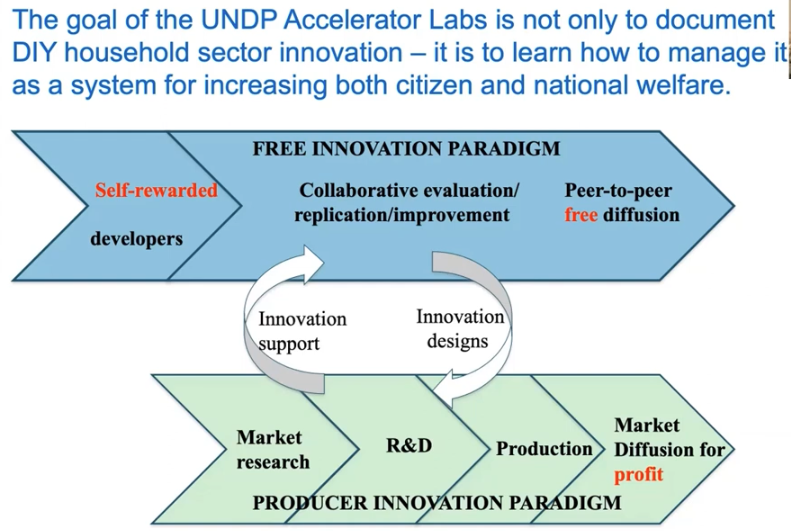 The goal of the UNDP Accelerator Labs is not only to document
DIY household sector innovation – it is to learn how to manage it
as a system for increasing both citizen and national welfare.
FREE INNOVATION PARADIGM
Self-rewarded
developers
Collaborative evaluation/
replication/improvement
Peer-to-peer
free diffusion
Innovation
support
Innovation
designs
Market
research
R&D
Production
Market
Diffusion for
profit
PRODUCER INNOVATION PARADIGM